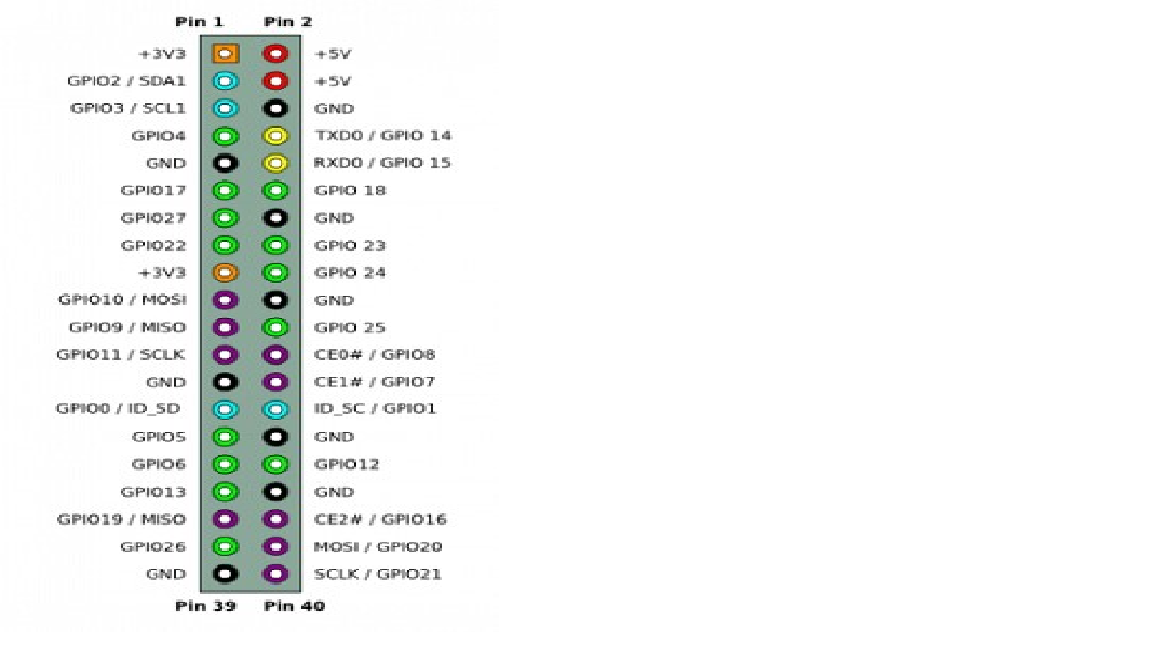 Pin 1 Pin 2
+3V3 +5V
GPIO2 / SDA1 +5V
GPIO3 / SCL1 GND
GPIO4 TXD0 / GPIO 14
GND RXD0 / GPIO 15
GPIO17 GPIO 18
GPIO27 GND
GPIO22 GPIO 23
+3V3 GPIO 24
GPIO10 / MOSI GND
GPIO9 / MISO GPIO 25
GPIO11 / SCLK CE0# / GPIO8
GND CE1# / GPIO7
GPIO0 / ID_SD ID_SC / GPIO1
GPIO5 GND
GPIO6 GPIO12
GPIO13 GND
GPIO19 / MISO CE2# / GPIO16
GPIO26 MOSI / GPIO20
GND SCLK / GPIO21
Pin 39 Pin 40